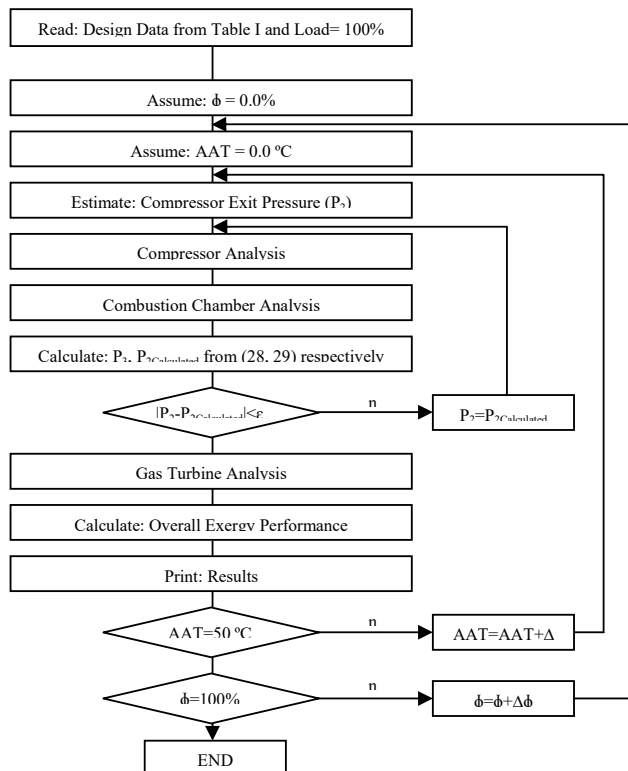 Read: Design Data from Table I and Load= 100%
Assume: ϕ = 0.0%
Assume: AAT = 0.0 ºC
Estimate: Compressor Exit Pressure (P₂)
Compressor Analysis
Combustion Chamber Analysis
Calculate: P₃, P₂Calculated from (28, 29) respectively
|P₂-P₂Calculated|<ε
n
P₂=P₂Calculated
Gas Turbine Analysis
Calculate: Overall Exergy Performance
Print: Results
AAT=50 ºC
n
AAT=AAT+Δ
ϕ=100%
n
ϕ=ϕ+Δϕ
END